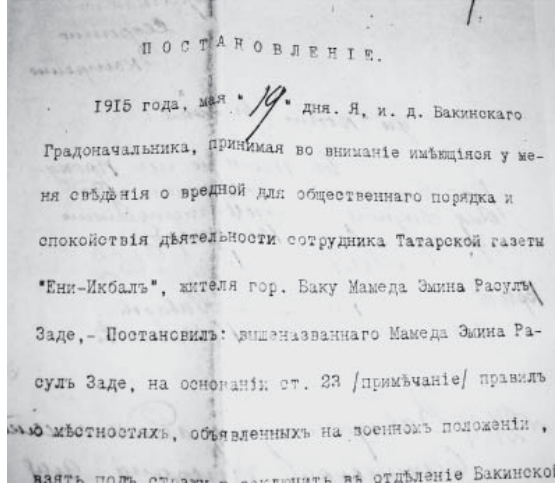 ПОСТАНОВЛЕНІЕ.
1915 года, мая "19" дня. Я, и. д. Бакинскаго
Градоначальника, принимая во вниманіе имѣющіяся у ме-
ня свѣдѣнія о вредной для общественнаго порядка и
спокойствія дѣятельности сотрудника Татарской газеты
"Ени-Икбалъ", жителя гор. Баку Мамеда Эмина Расулъ
Заде,- Постановилъ: вышеназваннаго Мамеда Эмина Ра-
сулъ Заде, на основаніи ст. 23 /примѣчаніе/ правилъ
о мѣстностяхъ, объявленныхъ на военномъ положеніи ,
взять подъ стражу и заключить въ отдѣленіе Бакинской